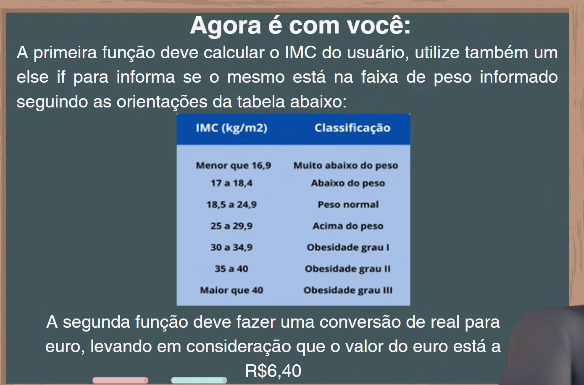 Agora é com você:
A primeira função deve calcular o IMC do usuário, utilize também um
else if para informa se o mesmo está na faixa de peso informado
seguindo as orientações da tabela abaixo:
IMC (kg/m2) Classificação
Menor que 16,9 Muito abaixo do peso
17 a 18,4 Abaixo do peso
18,5 a 24,9 Peso normal
25 a 29,9 Acima do peso
30 a 34,9 Obesidade grau I
35 a 40 Obesidade grau II
Maior que 40 Obesidade grau III
A segunda função deve fazer uma conversão de real para
euro, levando em consideração que o valor do euro está a
R$6,40